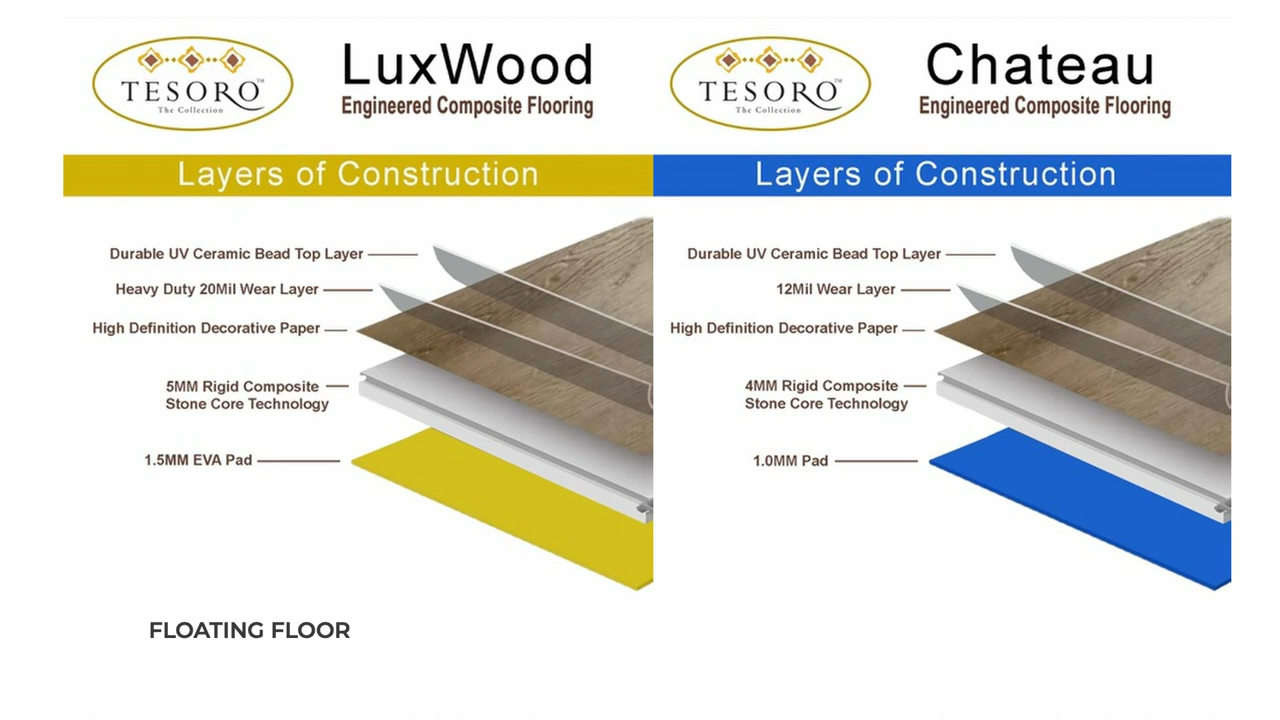 TESORO™
The Collection
LuxWood
Engineered Composite Flooring
Layers of Construction
Durable UV Ceramic Bead Top Layer
Heavy Duty 20Mil Wear Layer
High Definition Decorative Paper
5MM Rigid Composite
Stone Core Technology
1.5MM EVA Pad
TESORO™
The Collection
Chateau
Engineered Composite Flooring
Layers of Construction
Durable UV Ceramic Bead Top Layer
12Mil Wear Layer
High Definition Decorative Paper
4MM Rigid Composite
Stone Core Technology
1.0MM Pad
FLOATING FLOOR